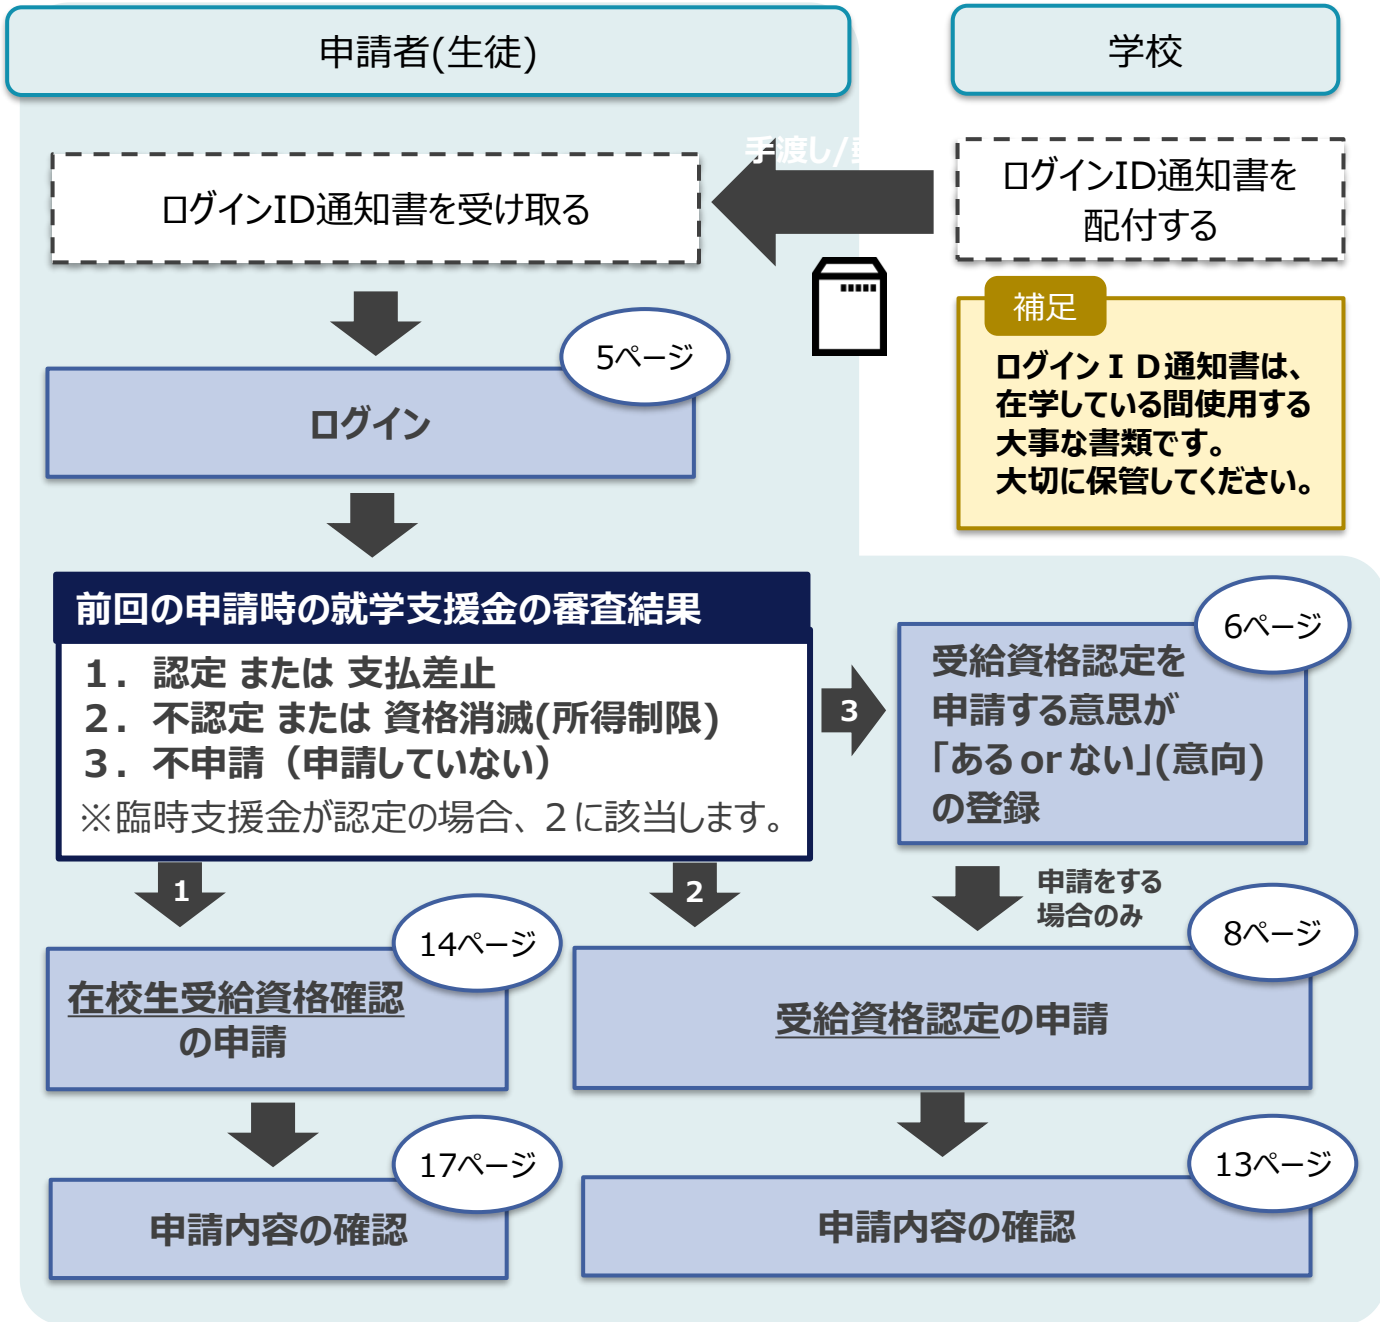 申請者(生徒)
学校
手渡し/
ログインID通知書を受け取る
ログインID通知書を
配付する
補足
ログインＩＤ通知書は、
在学している間使用する
大事な書類です。
大切に保管してください。
5ページ
ログイン
前回の申請時の就学支援金の審査結果
１．認定 または 支払差止
２．不認定 または 資格消滅(所得制限)
３．不申請（申請していない）
※臨時支援金が認定の場合、２に該当します。
3
6ページ
受給資格認定を
申請する意思が
｢ある or ない｣(意向)
の登録
1
2
申請をする
場合のみ
14ページ
在校生受給資格確認
の申請
8ページ
受給資格認定の申請
17ページ
申請内容の確認
13ページ
申請内容の確認